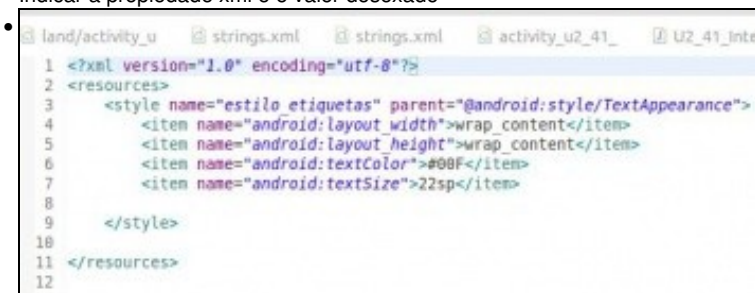 Indicar a propiedade xml e o valor desexado
land/activity_u strings.xml strings.xml activity_u2_41_ U2_41_Inte
1 <?xml version="1.0" encoding="utf-8"?>
2 <resources>
3 <style name="estilo_etiquetas" parent="@android:style/TextAppearance">
4 <item name="android:layout_width">wrap_content</item>
5 <item name="android:layout_height">wrap_content</item>
6 <item name="android:textColor">#00F</item>
7 <item name="android:textSize">22sp</item>
8
9 </style>
10
11 </resources>
12